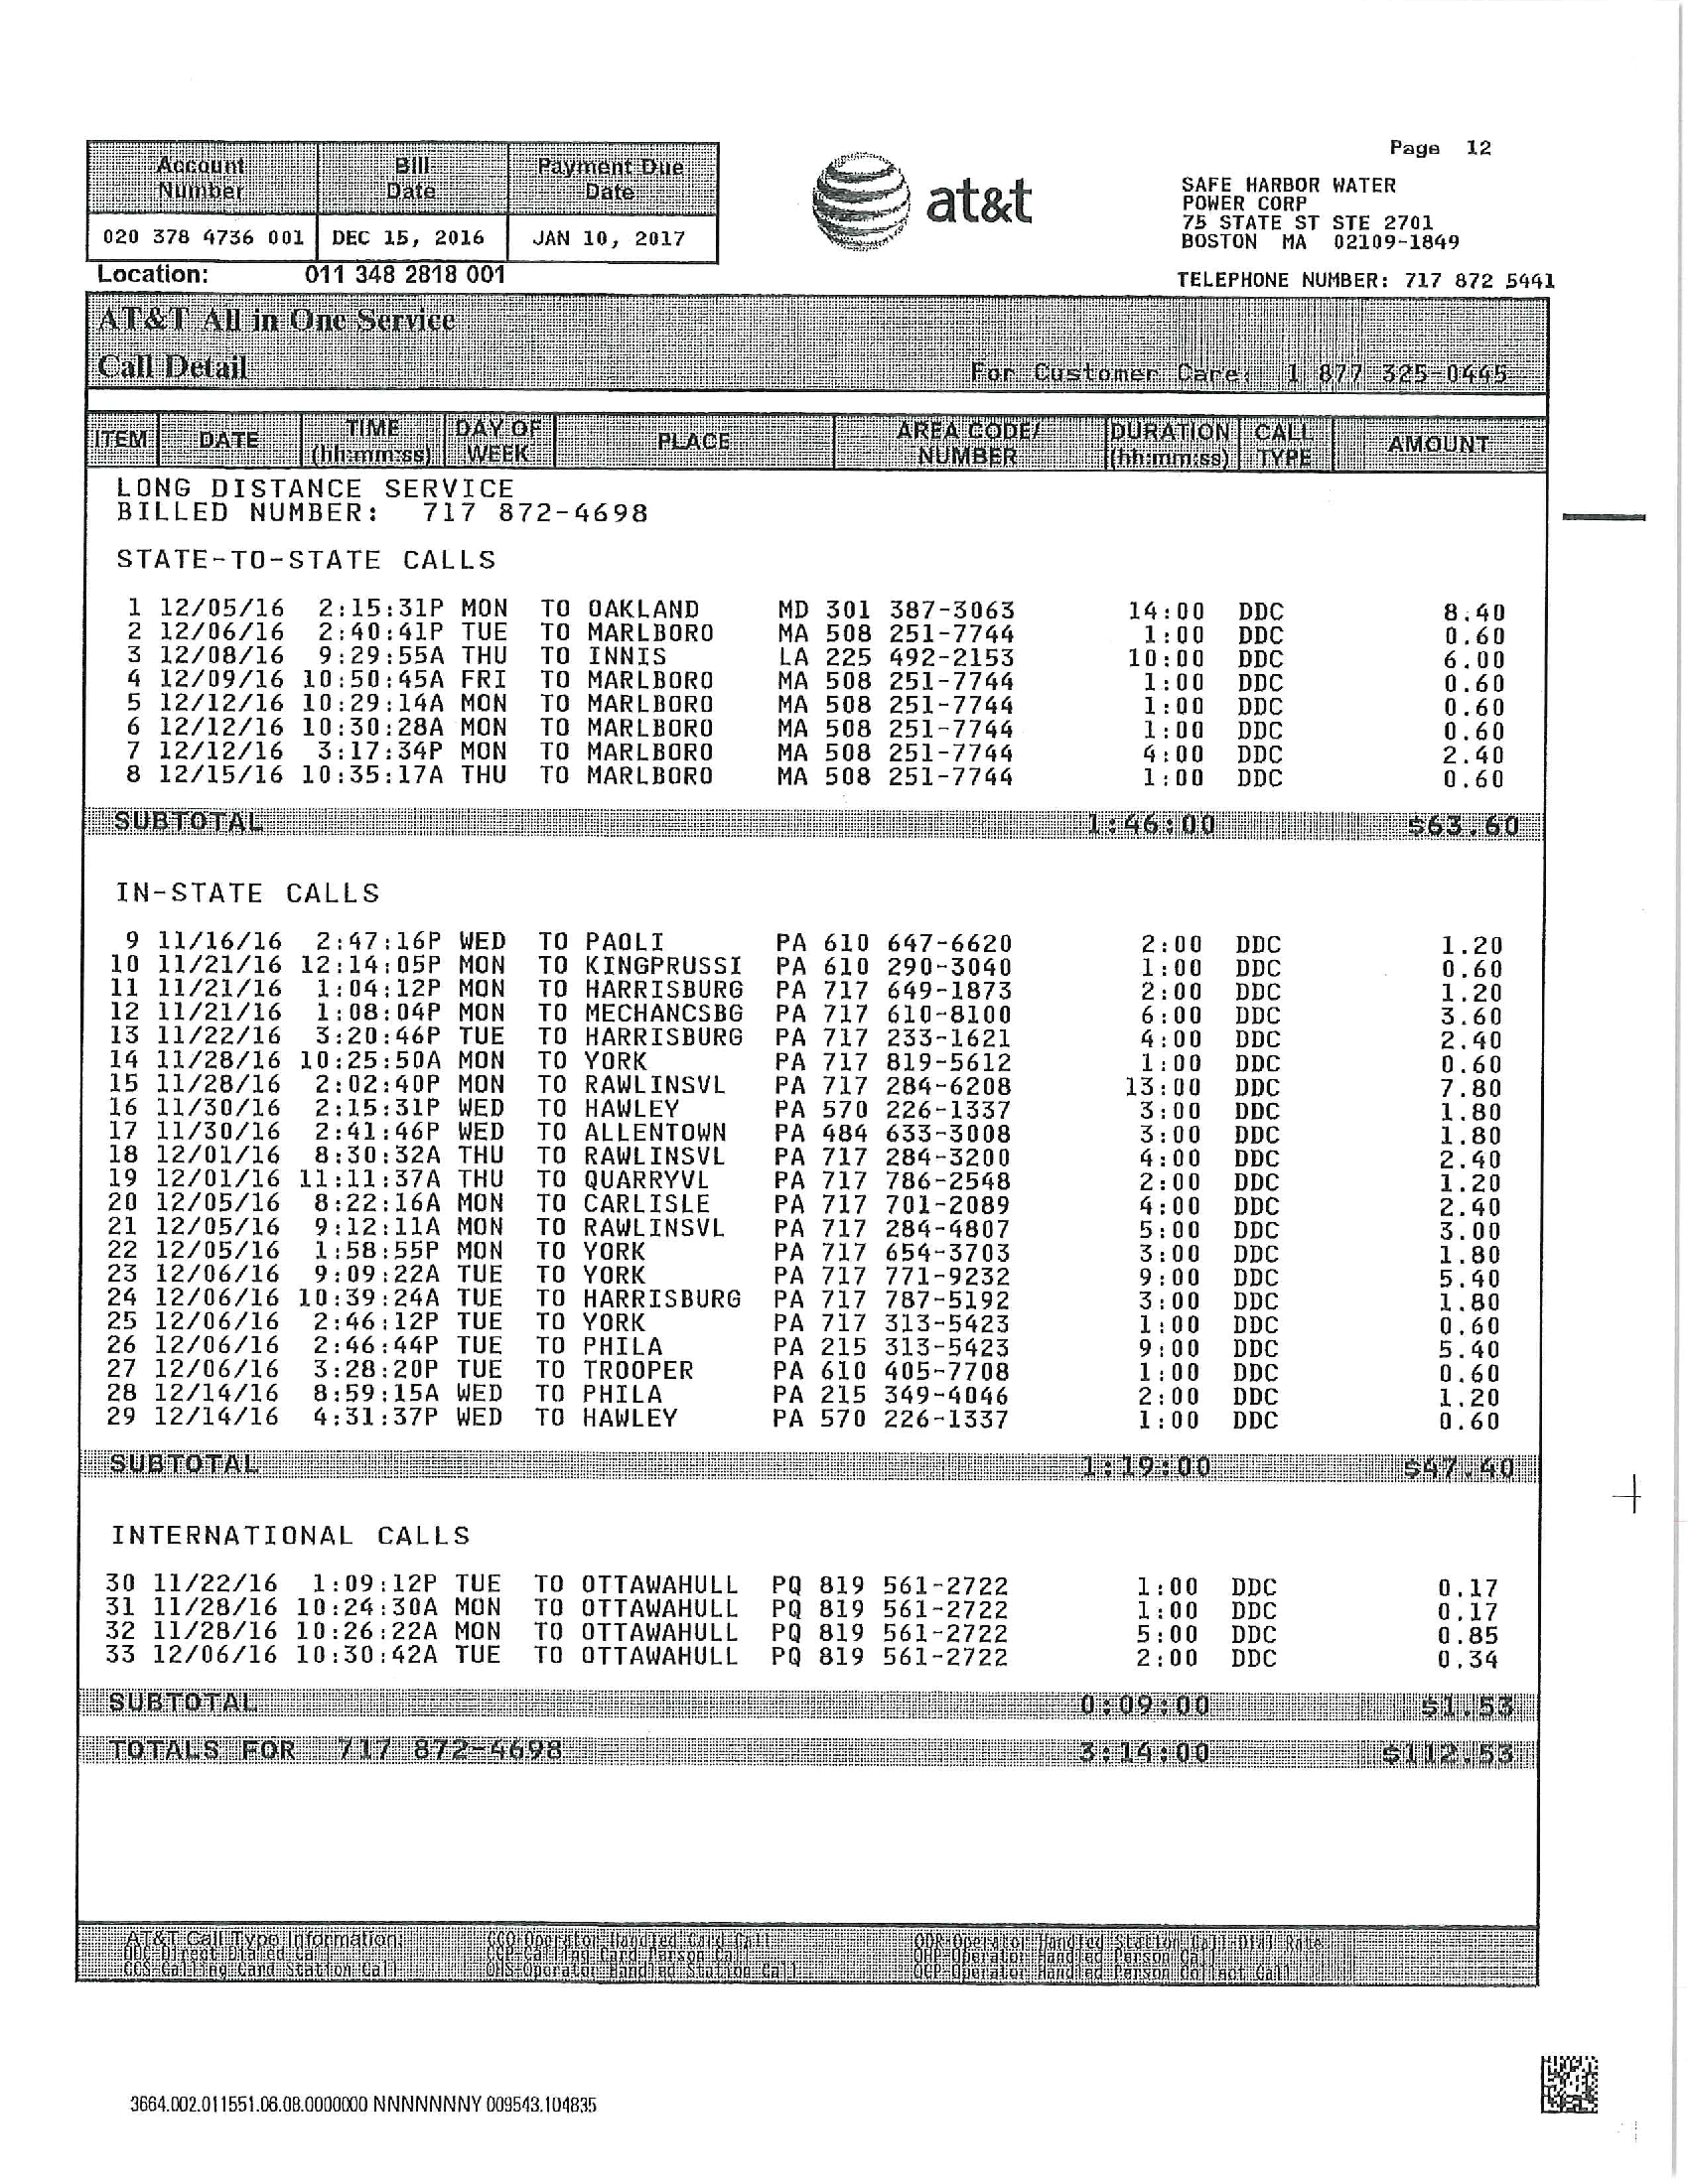 Page 12
Account Number
Bill Date
Payment Due Date
020 378 4736 001 DEC 15, 2016 JAN 10, 2017
Location: 011 348 2818 001
at&t
SAFE HARBOR WATER
POWER CORP
75 STATE ST STE 2701
BOSTON MA 02109-1849
TELEPHONE NUMBER: 717 872 5441
AT&T All in One Service
Call Detail
For Customer Care: 1 877 325-0445
ITEM DATE TIME (hh:mm:ss) DAY OF WEEK PLACE AREA CODE/ NUMBER DURATION (hh:mm:ss) CALL TYPE AMOUNT
LONG DISTANCE SERVICE
BILLED NUMBER: 717 872-4698
STATE-TO-STATE CALLS
1 12/05/16 2:15:31P MON TO OAKLAND MD 301 387-3063 14:00 DDC 8.40
2 12/06/16 2:40:41P TUE TO MARLBORO MA 508 251-7744 1:00 DDC 0.60
3 12/08/16 9:29:55A THU TO INNIS LA 225 492-2153 10:00 DDC 6.00
4 12/09/16 10:50:45A FRI TO MARLBORO MA 508 251-7744 1:00 DDC 0.60
5 12/12/16 10:29:14A MON TO MARLBORO MA 508 251-7744 1:00 DDC 0.60
6 12/12/16 10:30:28A MON TO MARLBORO MA 508 251-7744 1:00 DDC 0.60
7 12/12/16 3:17:34P MON TO MARLBORO MA 508 251-7744 4:00 DDC 2.40
8 12/15/16 10:35:17A THU TO MARLBORO MA 508 251-7744 1:00 DDC 0.60
SUBTOTAL 1:46:00 $63.60
IN-STATE CALLS
9 11/16/16 2:47:16P WED TO PAOLI PA 610 647-6620 2:00 DDC 1.20
10 11/21/16 12:14:05P MON TO KINGPRUSSI PA 610 290-3040 1:00 DDC 0.60
11 11/21/16 1:04:12P MON TO HARRISBURG PA 717 649-1873 2:00 DDC 1.20
12 11/21/16 1:08:04P MON TO MECHANCSBG PA 717 610-8100 6:00 DDC 3.60
13 11/22/16 3:20:46P TUE TO HARRISBURG PA 717 233-1621 4:00 DDC 2.40
14 11/28/16 10:25:50A MON TO YORK PA 717 819-5612 1:00 DDC 0.60
15 11/28/16 2:02:40P MON TO RAWLINSVL PA 717 284-6208 13:00 DDC 7.80
16 11/30/16 2:15:31P WED TO HAWLEY PA 570 226-1337 3:00 DDC 1.80
17 11/30/16 2:41:46P WED TO ALLENTOWN PA 484 633-3008 3:00 DDC 1.80
18 12/01/16 8:30:32A THU TO RAWLINSVL PA 717 284-3200 4:00 DDC 2.40
19 12/01/16 11:11:37A THU TO QUARRYVL PA 717 786-2548 2:00 DDC 1.20
20 12/05/16 8:22:16A MON TO CARLISLE PA 717 701-2089 4:00 DDC 2.40
21 12/05/16 9:12:11A MON TO RAWLINSVL PA 717 284-4807 5:00 DDC 3.00
22 12/05/16 1:58:55P MON TO YORK PA 717 654-3703 3:00 DDC 1.80
23 12/06/16 9:09:22A TUE TO YORK PA 717 771-9232 9:00 DDC 5.40
24 12/06/16 10:39:24A TUE TO HARRISBURG PA 717 787-5192 3:00 DDC 1.80
25 12/06/16 2:46:12P TUE TO YORK PA 717 313-5423 1:00 DDC 0.60
26 12/06/16 2:46:44P TUE TO PHILA PA 215 313-5423 9:00 DDC 5.40
27 12/06/16 3:28:20P TUE TO TROOPER PA 610 405-7708 1:00 DDC 0.60
28 12/14/16 8:59:15A WED TO PHILA PA 215 349-4046 2:00 DDC 1.20
29 12/14/16 4:31:37P WED TO HAWLEY PA 570 226-1337 1:00 DDC 0.60
SUBTOTAL 1:19:00 $47.40
INTERNATIONAL CALLS
30 11/22/16 1:09:12P TUE TO OTTAWAHULL PQ 819 561-2722 1:00 DDC 0.17
31 11/28/16 10:24:30A MON TO OTTAWAHULL PQ 819 561-2722 1:00 DDC 0.17
32 11/28/16 10:26:22A MON TO OTTAWAHULL PQ 819 561-2722 5:00 DDC 0.85
33 12/06/16 10:30:42A TUE TO OTTAWAHULL PQ 819 561-2722 2:00 DDC 0.34
SUBTOTAL 0:09:00 $1.53
TOTALS FOR 717 872-4698 3:14:00 $112.53
AT&T Call Type Information: CCO-Operator Handled Card Call ODR-Operator Handled Station Call-Dial Rate
DDC-Direct Dialed Call CCP-Calling Card Person Call OHP-Operator Handled Person Call
CCS-Calling Card Station Call OHS-Operator Handled Station Call OCP-Operator Handled Person Collect Call
3664.002.011551.06.08.0000000 NNNNNNNY 009543.104835